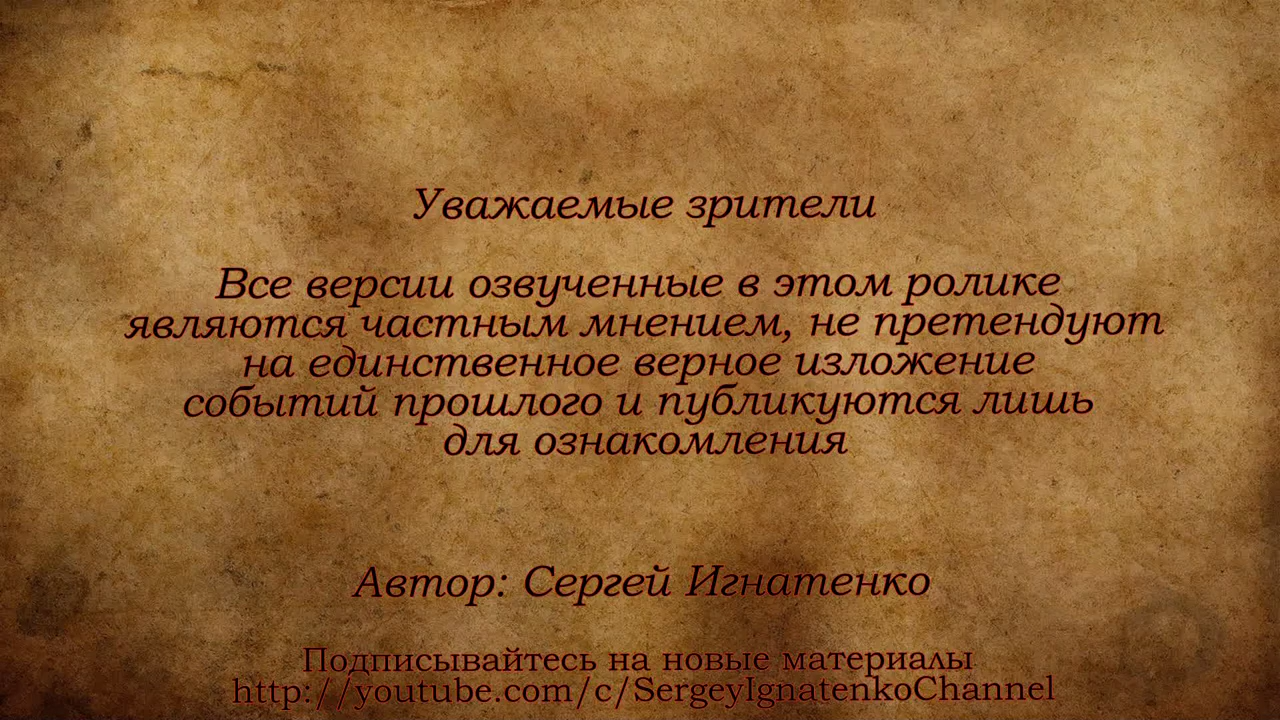 Уважаемые зрители
Все версии озвученные в этом ролике
являются частным мнением, не претендуют
на единственное верное изложение
событий прошлого и публикуются лишь
для ознакомления
Автор: Сергей Игнатенко
Подписывайтесь на новые материалы
http://youtube.com/c/SergeyIgnatenkoChannel